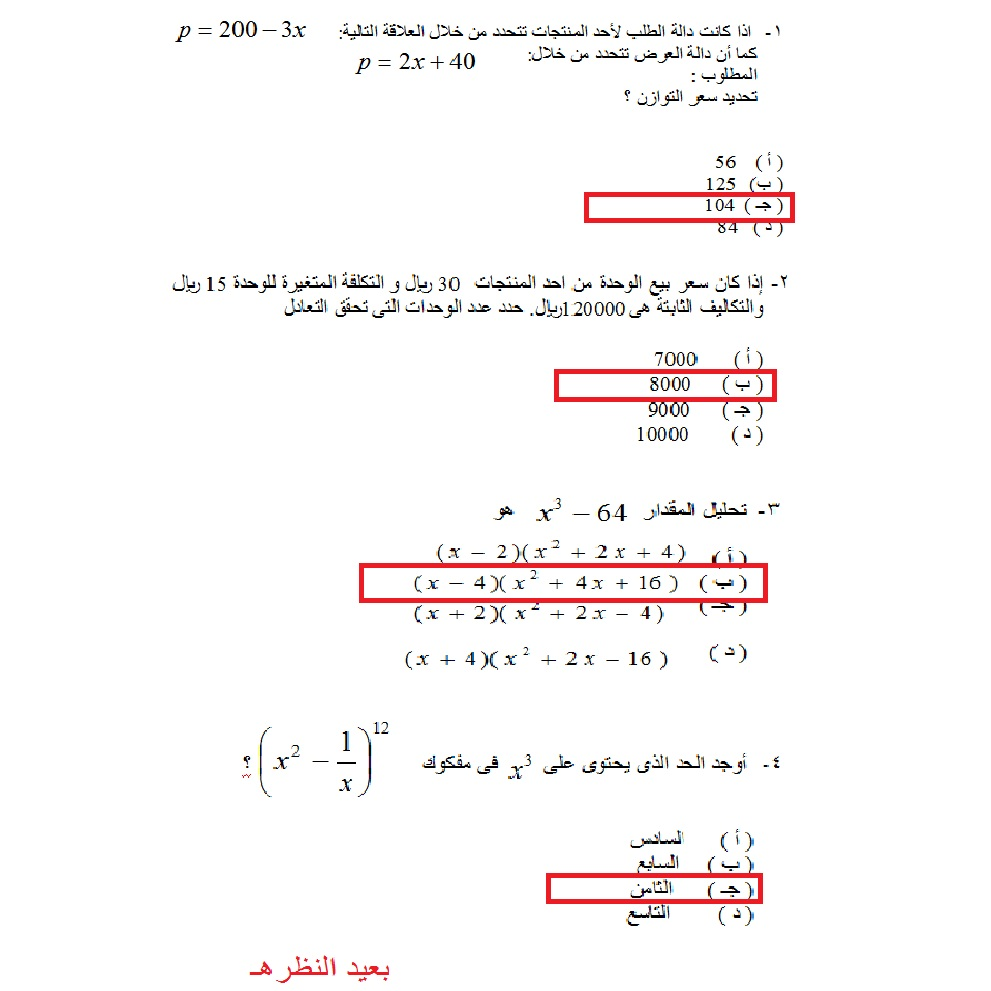 ١- اذا كانت دالة الطلب لأحد المنتجات تتحدد من خلال العلاقة التالية: p = 200 − 3x
كما أن دالة العرض تتحدد من خلال: p = 2x + 40
المطلوب :
تحديد سعر التوازن ؟
( أ ) 56
( ب ) 125
( جـ ) 104
( د ) 84
٢- إذا كان سعر بيع الوحدة من احد المنتجات 30 ريال و التكلفة المتغيرة للوحدة 15 ريال
والتكاليف الثابتة هى 120000ريال. حدد عدد الوحدات التى تحقق التعادل
( أ ) 7000
( ب ) 8000
( جـ ) 9000
( د ) 10000
٣- تحليل المقدار x³ − 64 هو
( أ ) (x − 2)(x² + 2x + 4)
( ب ) (x − 4)(x² + 4x + 16)
( جـ ) (x + 2)(x² + 2x − 4)
( د ) (x + 4)(x² + 2x − 16)
٤- أوجد الحد الذى يحتوى على x³ فى مفكوك (x² − 1/x)¹² ؟
( أ ) السادس
( ب ) السابع
( جـ ) الثامن
( د ) التاسع
بعيد النظر هـ